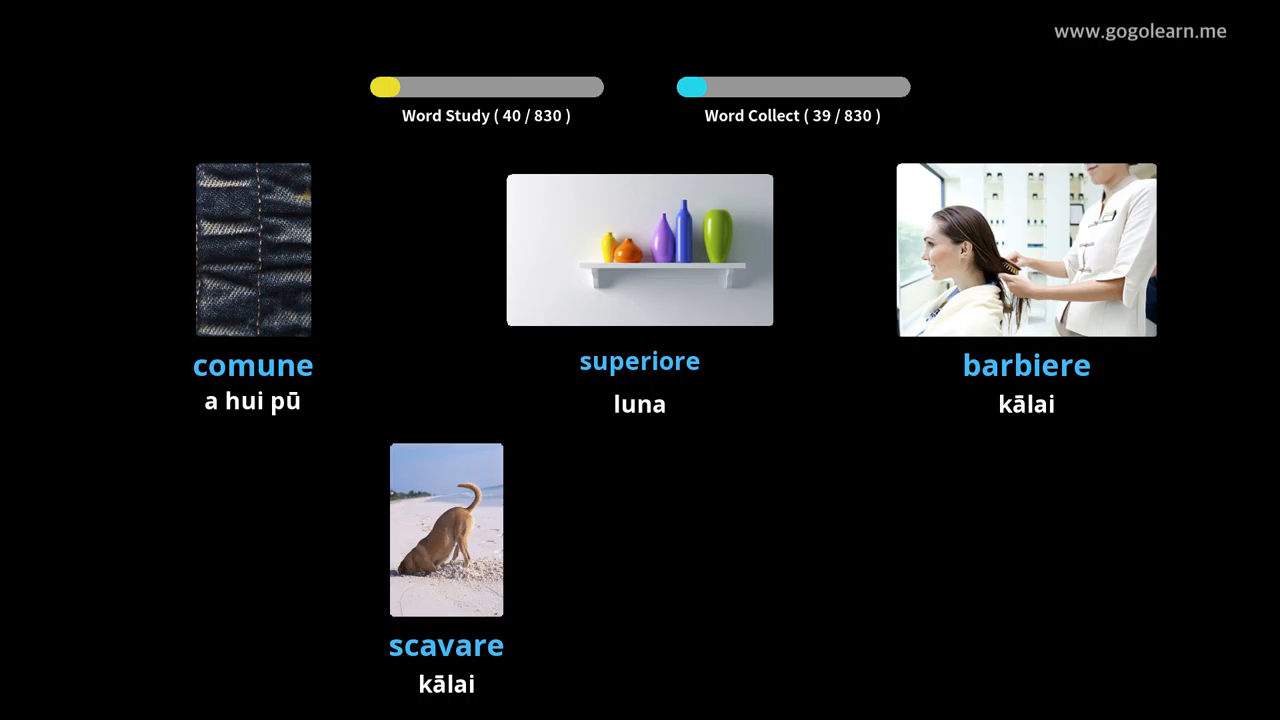 www.gogolearn.me
Word Study ( 40 / 830 )
Word Collect ( 39 / 830 )
comune
a hui pū
superiore
luna
barbiere
kālai
scavare
kālai